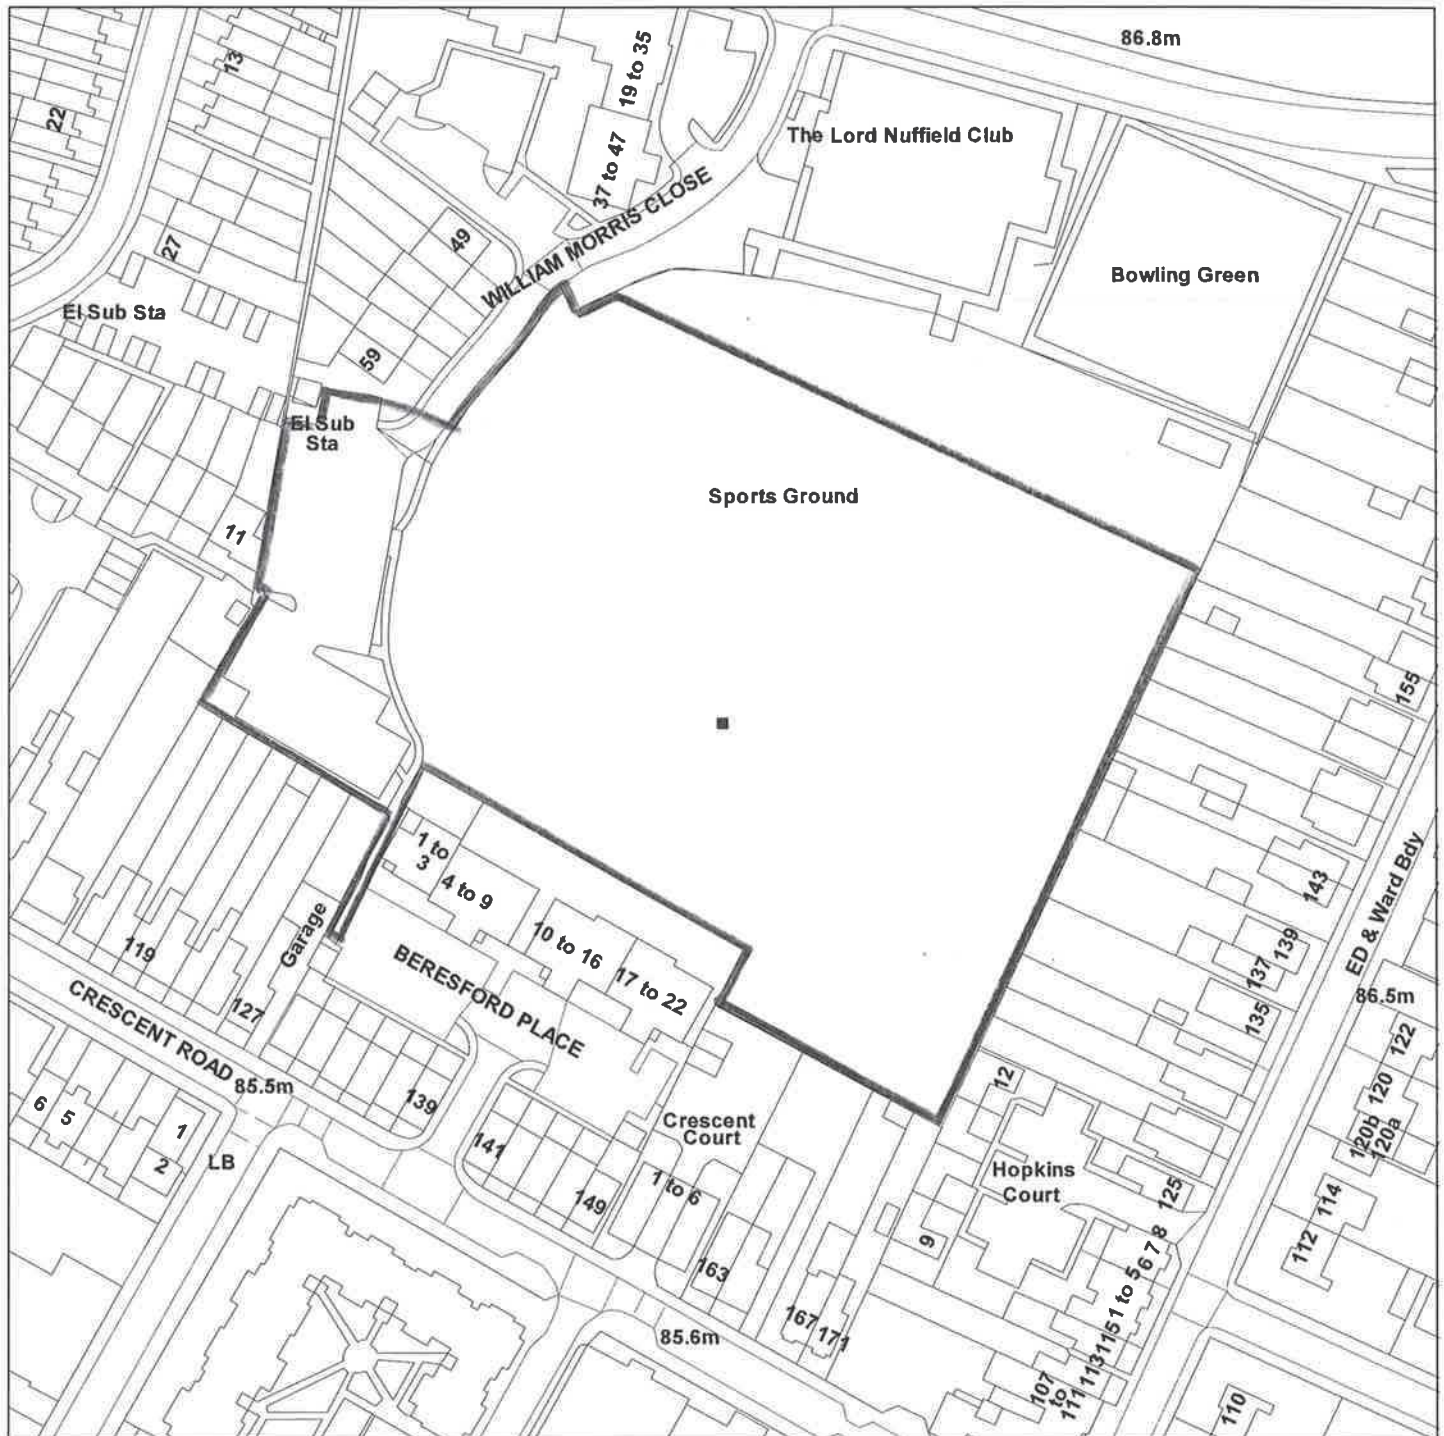 86.8m
13
19 to 35
22
The Lord Nuffield Club
37 to 47
WILLIAM MORRIS CLOSE
49
27
Bowling Green
El Sub Sta
59
El Sub
Sta
Sports Ground
11
155
1 to
3
4 to 9
143
10 to 16
17 to 22
Garage
119
127
BERESFORD PLACE
139
137
135
ED & Ward Bdy
86.5m
122
120
120b
120a
CRESCENT ROAD
85.5m
139
12
6
5
1
2
LB
141
149
Crescent
Court
1 to 6
Hopkins
Court
125
114
112
9
163
167
171
85.6m
8
7
6
1 to 5
115
113
107
to
111
110